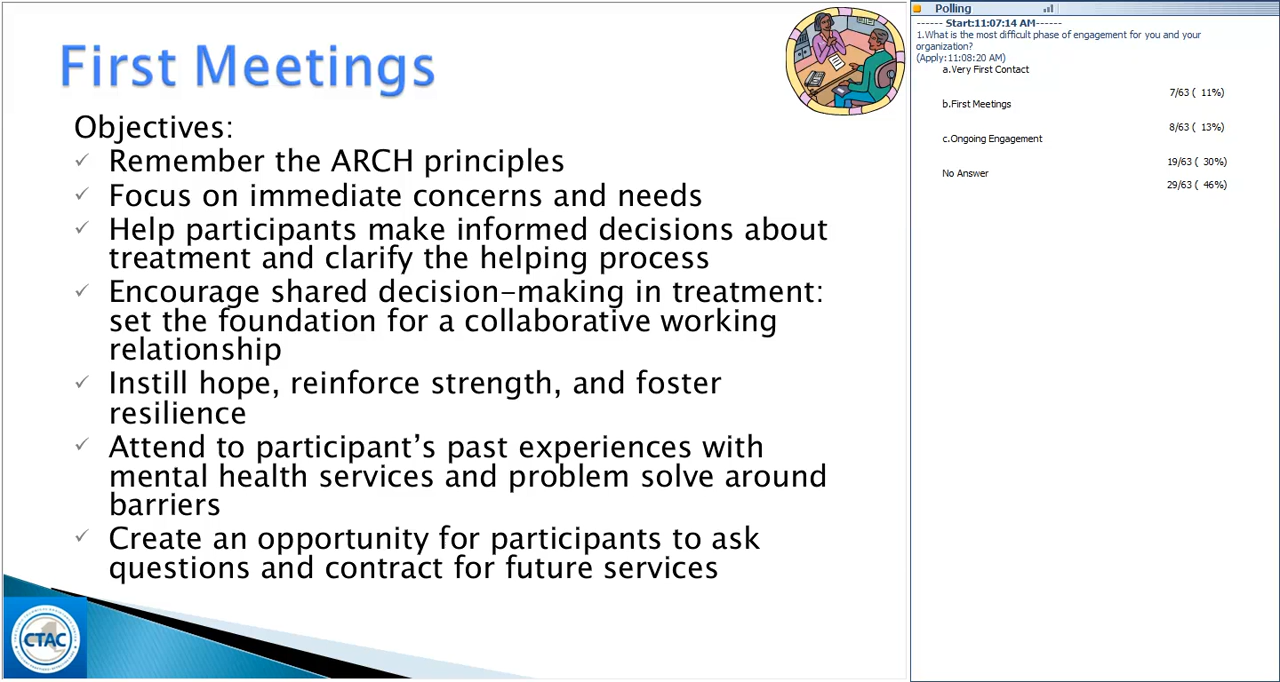 First Meetings
Objectives:
✓ Remember the ARCH principles
✓ Focus on immediate concerns and needs
✓ Help participants make informed decisions about
treatment and clarify the helping process
✓ Encourage shared decision-making in treatment:
set the foundation for a collaborative working
relationship
✓ Instill hope, reinforce strength, and foster
resilience
✓ Attend to participant's past experiences with
mental health services and problem solve around
barriers
✓ Create an opportunity for participants to ask
questions and contract for future services
CTAC
Polling
------ Start:11:07:14 AM------
1.What is the most difficult phase of engagement for you and your
organization?
(Apply:11:08:20 AM)
a.Very First Contact
7/63 ( 11%)
b.First Meetings
8/63 ( 13%)
c.Ongoing Engagement
19/63 ( 30%)
No Answer
29/63 ( 46%)